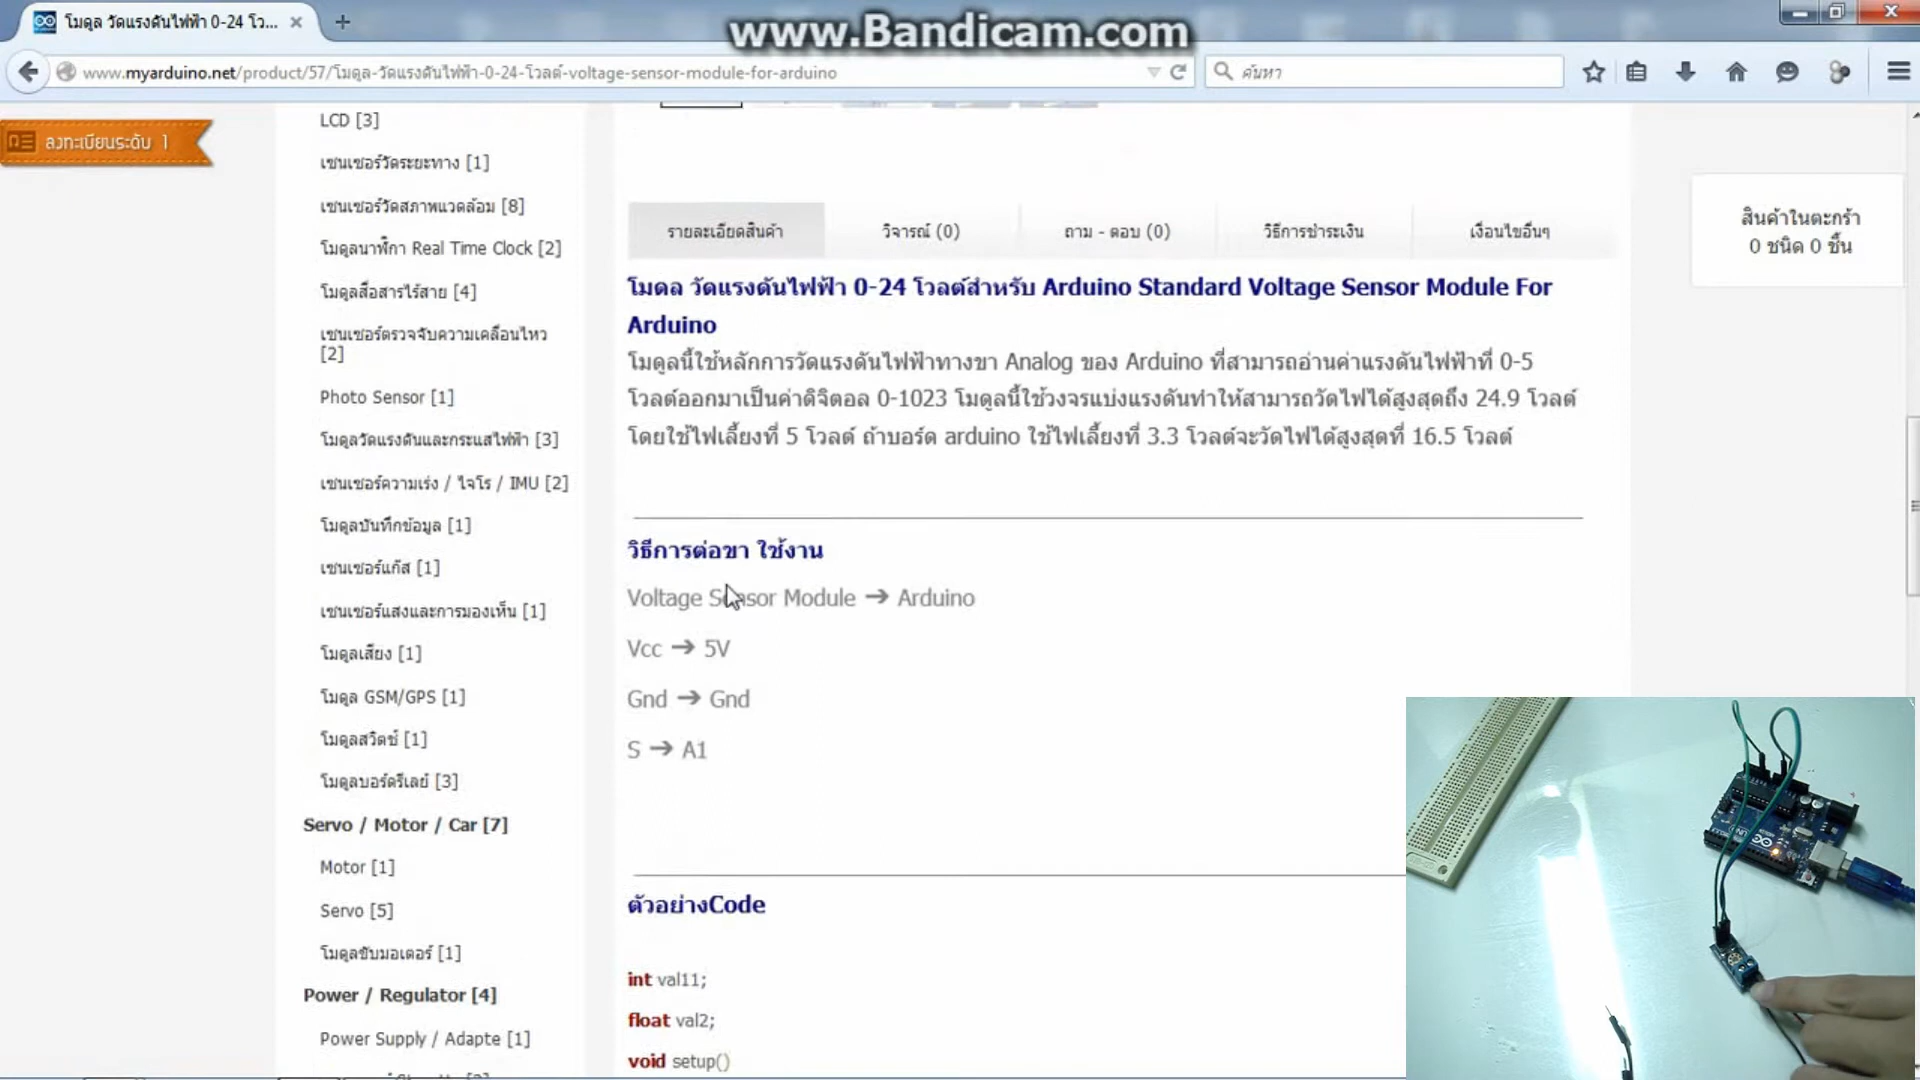 โมดูล วัดแรงดันไฟฟ้า 0-24 โว...
www.Bandicam.com
www.myarduino.net/product/57/โมดูล-วัดแรงดันไฟฟ้า-0-24-โวลต์-voltage-sensor-module-for-arduino
ค้นหา
ลงทะเบียนระดับ 1
LCD [3]
เซนเซอร์วัดระยะทาง [1]
เซนเซอร์วัดสภาพแวดล้อม [8]
โมดูลนาฬิกา Real Time Clock [2]
โมดูลสื่อสารไร้สาย [4]
เซนเซอร์ตรวจจับความเคลื่อนไหว
[2]
Photo Sensor [1]
โมดูลวัดแรงดันและกระแสไฟฟ้า [3]
เซนเซอร์ความเร่ง / ไจโร / IMU [2]
โมดูลบันทึกข้อมูล [1]
เซนเซอร์แก๊ส [1]
เซนเซอร์แสงและการมองเห็น [1]
โมดูลเสียง [1]
โมดูล GSM/GPS [1]
โมดูลสวิตช์ [1]
โมดูลบอร์ดรีเลย์ [3]
Servo / Motor / Car [7]
Motor [1]
Servo [5]
โมดูลขับมอเตอร์ [1]
Power / Regulator [4]
Power Supply / Adapte [1]
รายละเอียดสินค้า
วิจารณ์ (0)
ถาม - ตอบ (0)
วิธีการชำระเงิน
เงื่อนไขอื่นๆ
โมดูล วัดแรงดันไฟฟ้า 0-24 โวลต์สำหรับ Arduino Standard Voltage Sensor Module For
Arduino
โมดูลนี้ใช้หลักการวัดแรงดันไฟฟ้าทางขา Analog ของ Arduino ที่สามารถอ่านค่าแรงดันไฟฟ้าที่ 0-5
โวลต์ออกมาเป็นค่าดิจิตอล 0-1023 โมดูลนี้ใช้วงจรแบ่งแรงดันทำให้สามารถวัดไฟได้สูงสุดถึง 24.9 โวลต์
โดยใช้ไฟเลี้ยงที่ 5 โวลต์ ถ้าบอร์ด arduino ใช้ไฟเลี้ยงที่ 3.3 โวลต์จะวัดไฟได้สูงสุดที่ 16.5 โวลต์
วิธีการต่อขา ใช้งาน
Voltage Sensor Module → Arduino
Vcc → 5V
Gnd → Gnd
S → A1
ตัวอย่างCode
int val11;
float val2;
void setup()
สินค้าในตะกร้า
0 ชนิด 0 ชิ้น